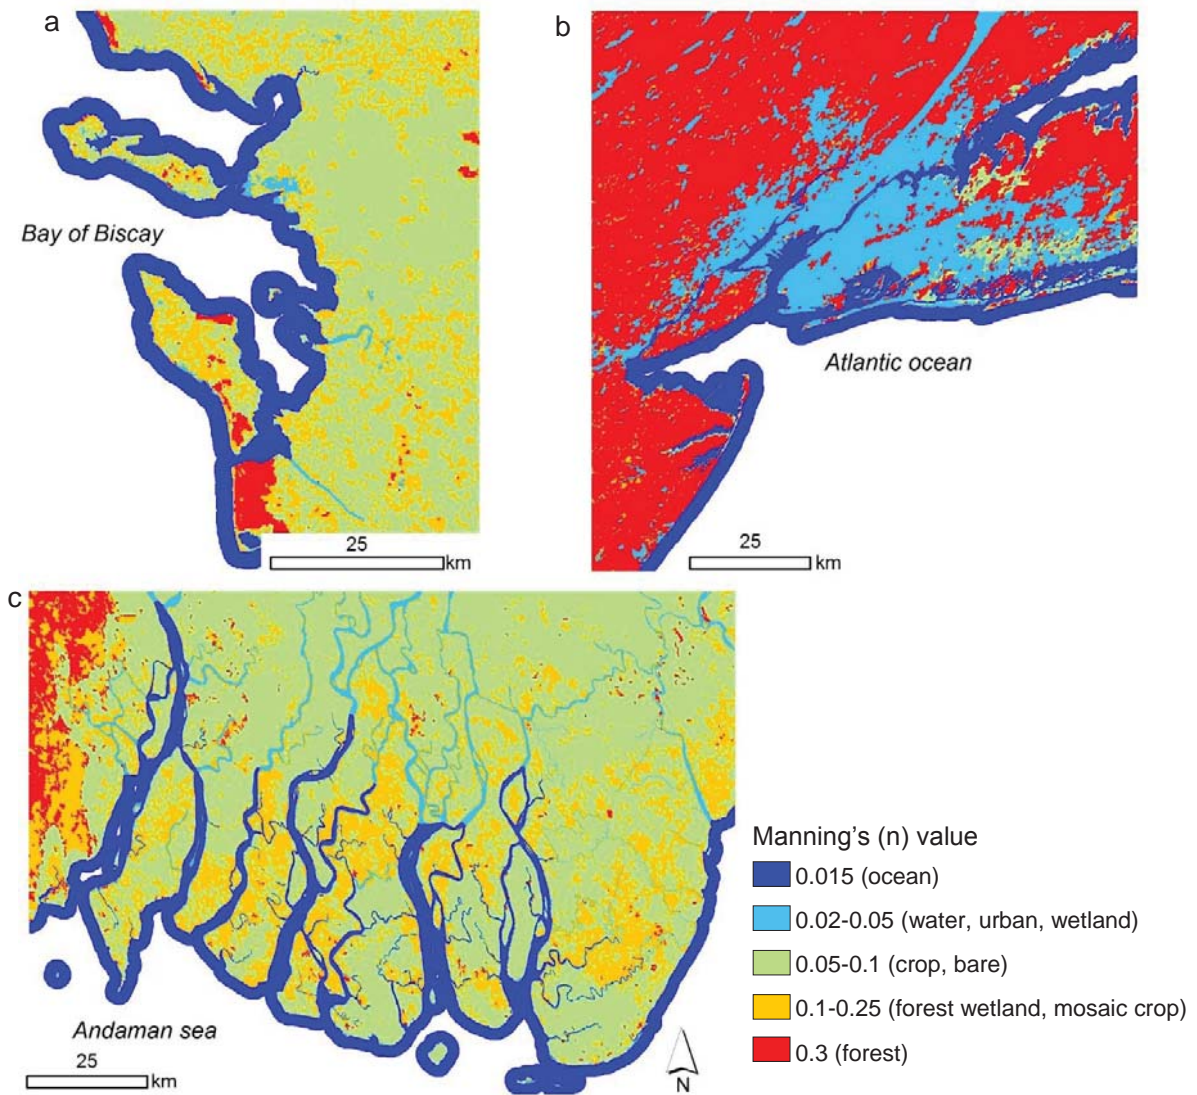 a
b
Bay of Biscay
Atlantic ocean
25
km
25
km
c
Andaman sea
25
km
N
Manning's (n) value
0.015 (ocean)
0.02-0.05 (water, urban, wetland)
0.05-0.1 (crop, bare)
0.1-0.25 (forest wetland, mosaic crop)
0.3 (forest)